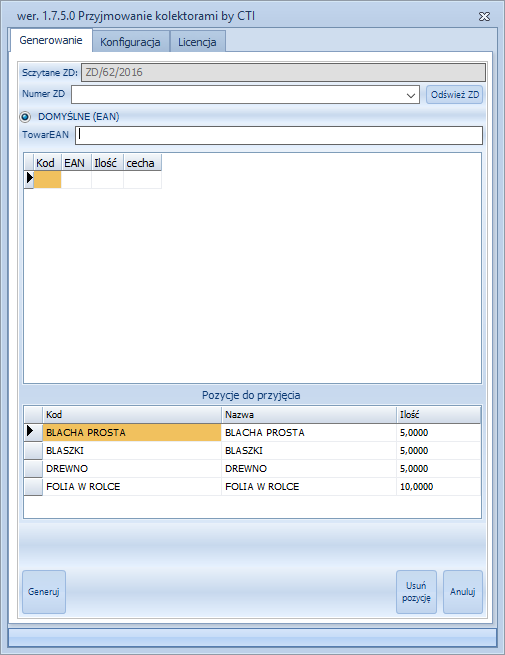 wer. 1.7.5.0 Przyjmowanie kolektorami by CTI
Generowanie Konfiguracja Licencja
Sczytane ZD: ZD/62/2016
Numer ZD Odśwież ZD
DOMYŚLNE (EAN)
TowarEAN
Kod EAN Ilość cecha
Pozycje do przyjęcia
Kod Nazwa Ilość
BLACHA PROSTA BLACHA PROSTA 5,0000
BLASZKI BLASZKI 5,0000
DREWNO DREWNO 5,0000
FOLIA W ROLCE FOLIA W ROLCE 10,0000
Generuj Usuń pozycję Anuluj